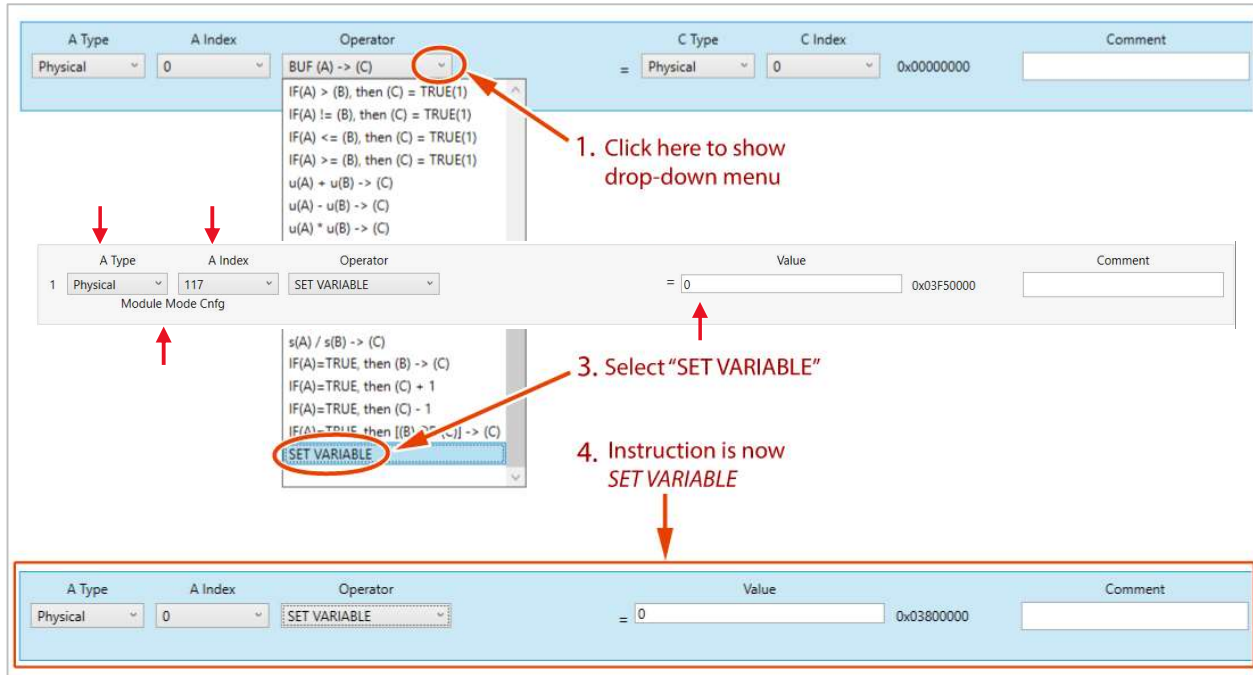 A Type A Index Operator C Type C Index Comment
Physical 0 BUF (A) -> (C) = Physical 0 0x00000000
IF(A) > (B), then (C) = TRUE(1)
IF(A) != (B), then (C) = TRUE(1)
IF(A) <= (B), then (C) = TRUE(1)
IF(A) >= (B), then (C) = TRUE(1)
u(A) + u(B) -> (C)
u(A) - u(B) -> (C)
u(A) * u(B) -> (C)
1. Click here to show
drop-down menu
A Type A Index Operator Value Comment
1 Physical 117 SET VARIABLE = 0 0x03F50000
Module Mode Cnfg
s(A) / s(B) -> (C)
IF(A)=TRUE, then (B) -> (C)
IF(A)=TRUE, then (C) + 1
IF(A)=TRUE, then (C) - 1
IF(A)=TRUE, then [(B) (C)] -> (C)
SET VARIABLE
3. Select “SET VARIABLE”
4. Instruction is now
SET VARIABLE
A Type A Index Operator Value Comment
Physical 0 SET VARIABLE = 0 0x03800000